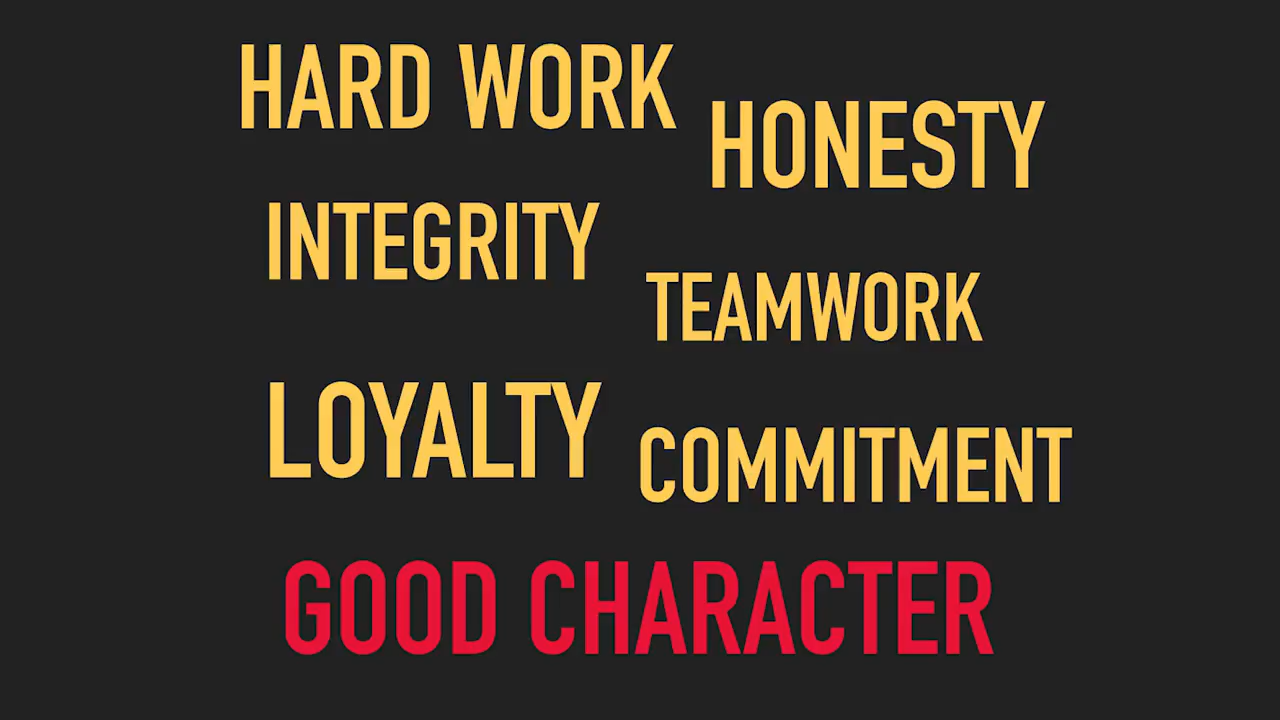 HARD WORK
HONESTY
INTEGRITY
TEAMWORK
LOYALTY
COMMITMENT
GOOD CHARACTER